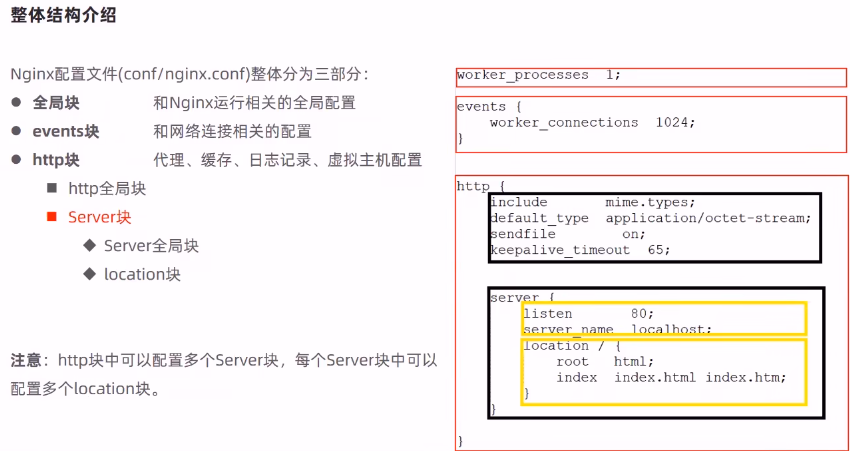 整体结构介绍
Nginx配置文件(conf/nginx.conf)整体分为三部分：
● 全局块 和Nginx运行相关的全局配置
● events块 和网络连接相关的配置
● http块 代理、缓存、日志记录、虚拟主机配置
■ http全局块
■ Server块
◆ Server全局块
◆ location块
注意：http块中可以配置多个Server块，每个Server块中可以
配置多个location块。
worker_processes 1;
events {
worker_connections 1024;
}
http {
include mime.types;
default_type application/octet-stream;
sendfile on;
keepalive_timeout 65;
server {
listen 80;
server_name localhost;
location / {
root html;
index index.html index.htm;
}
}
}